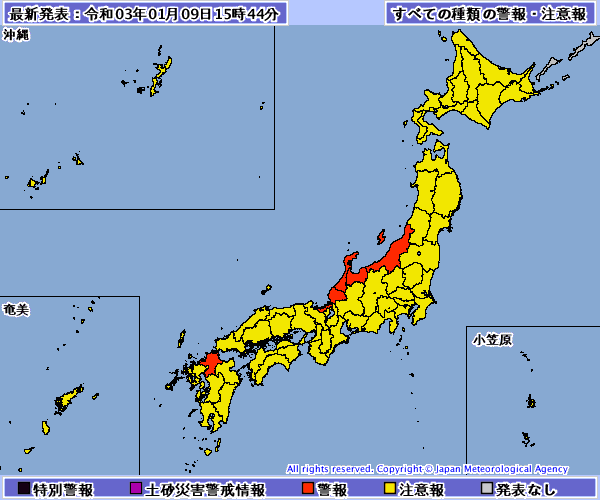 最新発表：令和03年01月09日15時44分
すべての種類の警報・注意報
沖縄
奄美
小笠原
All rights reserved. Copyright © Japan Meteorological Agency
特別警報 土砂災害警戒情報 警報 注意報 発表なし